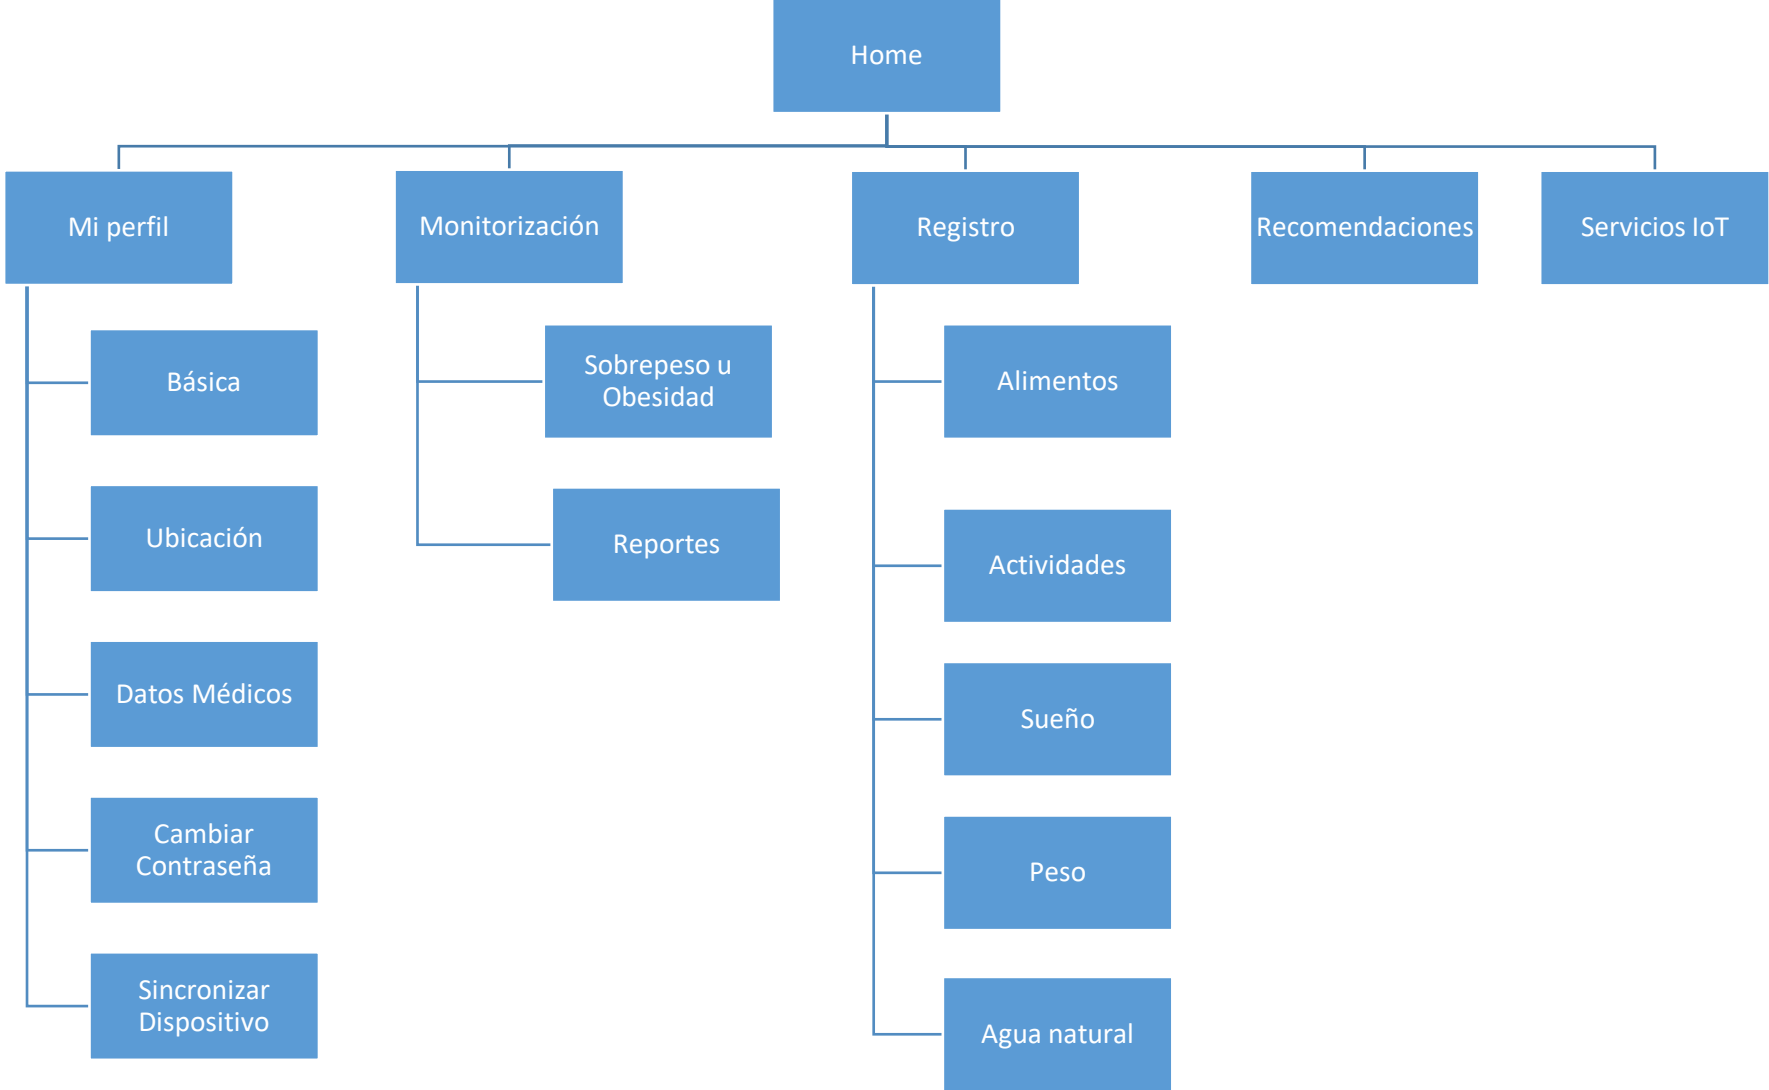 Home
Mi perfil
Monitorización
Registro
Recomendaciones
Servicios IoT
Básica
Ubicación
Datos Médicos
Cambiar
Contraseña
Sincronizar
Dispositivo
Sobrepeso u
Obesidad
Reportes
Alimentos
Actividades
Sueño
Peso
Agua natural